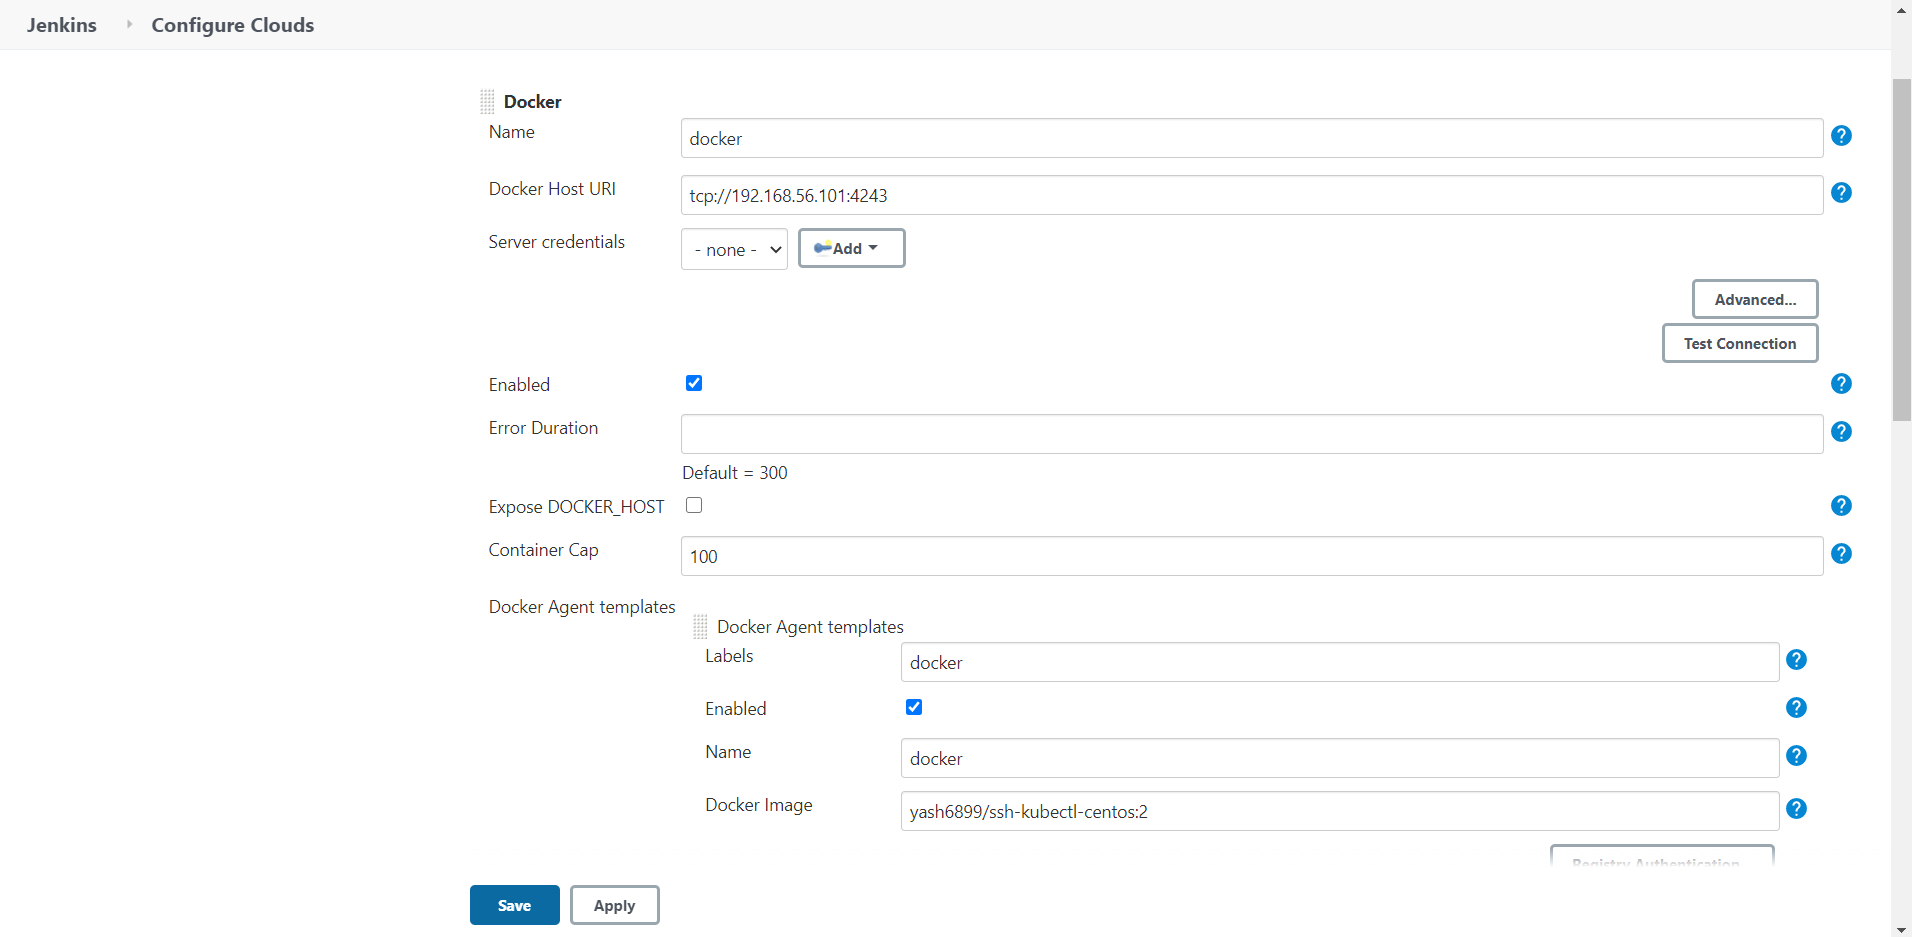 Jenkins Configure Clouds
Docker
Name docker
Docker Host URI tcp://192.168.56.101:4243
Server credentials - none - Add
Advanced...
Test Connection
Enabled
Error Duration
Default = 300
Expose DOCKER_HOST
Container Cap 100
Docker Agent templates
Docker Agent templates
Labels docker
Enabled
Name docker
Docker Image yash6899/ssh-kubectl-centos:2
Registry Authentication
Save Apply